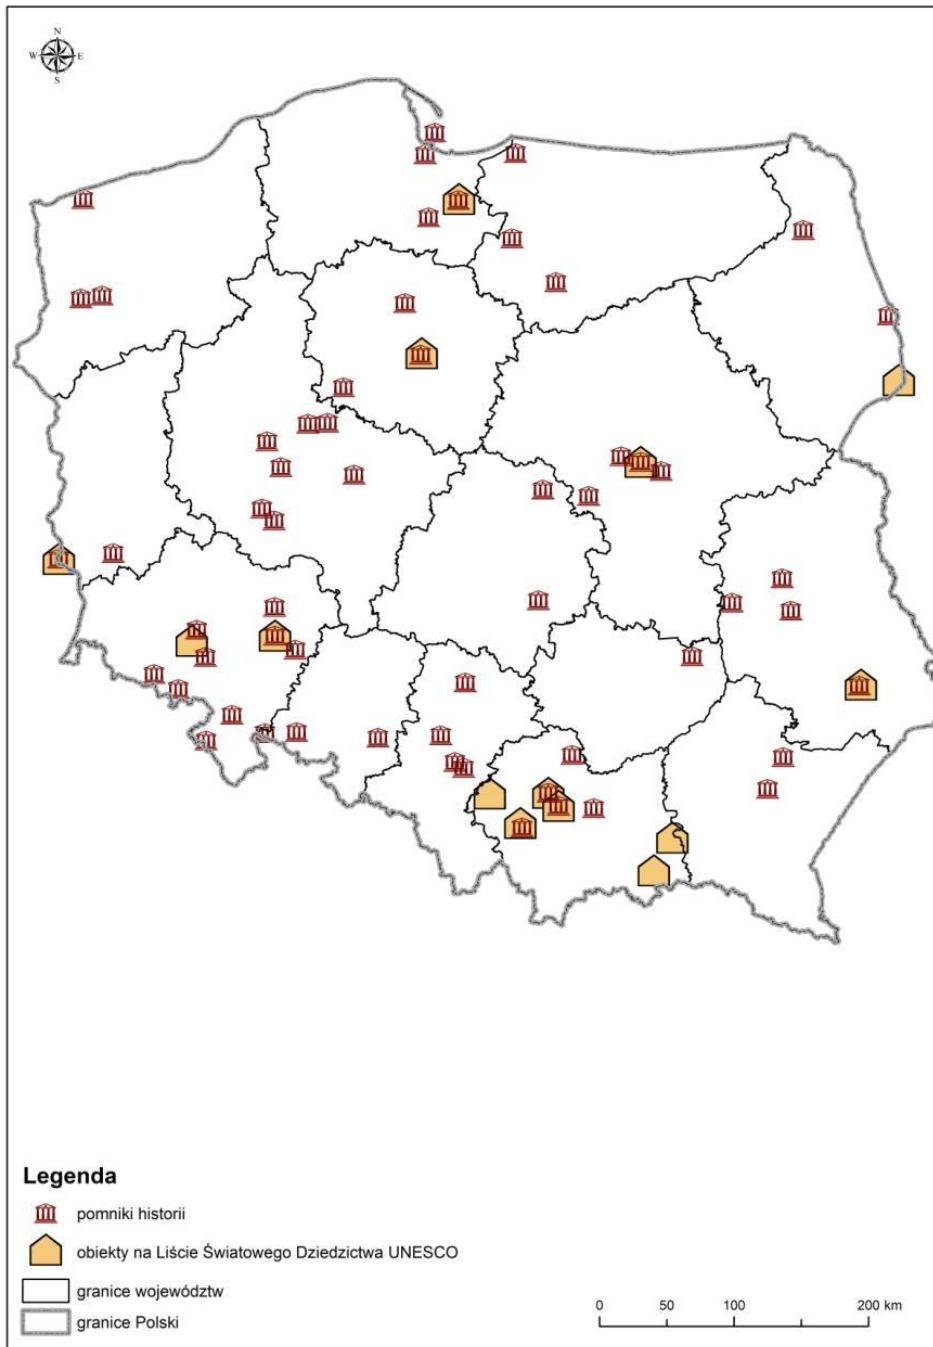 N
W E
S
Legenda
pomniki historii
obiekty na Liście Światowego Dziedzictwa UNESCO
granice województw
granice Polski
0 50 100 200 km